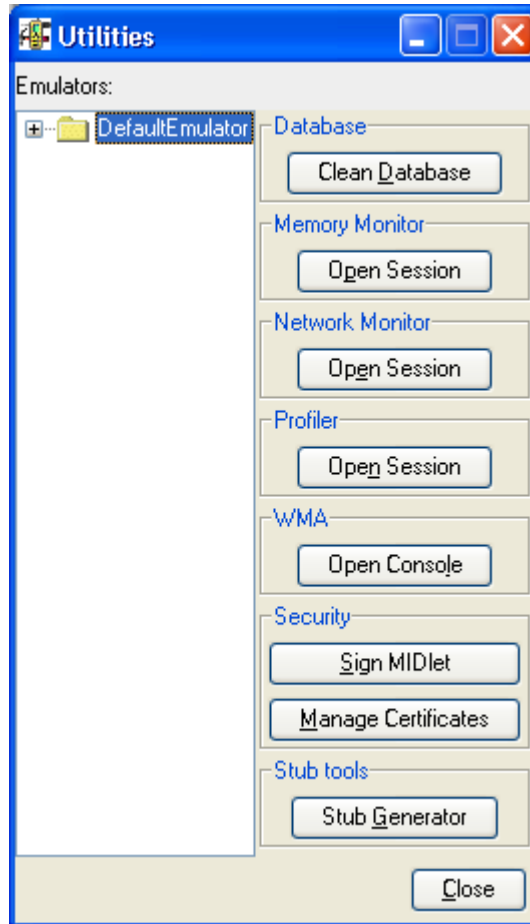 Utilities
Emulators:
DefaultEmulator
Database
Clean Database
Memory Monitor
Open Session
Network Monitor
Open Session
Profiler
Open Session
WMA
Open Console
Security
Sign MIDlet
Manage Certificates
Stub tools
Stub Generator
Close